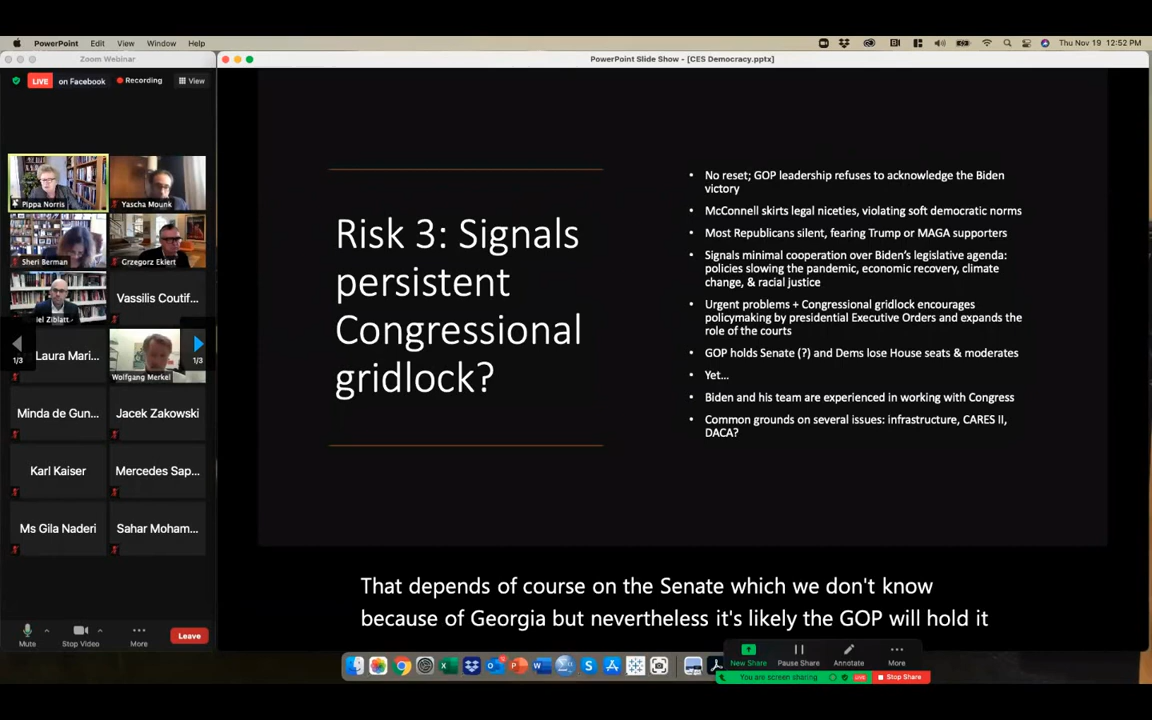 PowerPoint Edit View Window Help
Thu Nov 19 12:52 PM
Zoom Webinar
PowerPoint Slide Show - [CES Democracy.pptx]
LIVE on Facebook Recording View
Pippa Norris
Yascha Mounk
Sheri Berman
Grzegorz Ekiert
iel Ziblatt
Vassilis Coutif...
1/3
Laura Mari...
Wolfgang Merkel
1/3
Minda de Gun...
Jacek Zakowski
Karl Kaiser
Mercedes Sap...
Ms Gila Naderi
Sahar Moham...
Mute
Stop Video
More
Leave
Risk 3: Signals
persistent
Congressional
gridlock?
• No reset; GOP leadership refuses to acknowledge the Biden
victory
• McConnell skirts legal niceties, violating soft democratic norms
• Most Republicans silent, fearing Trump or MAGA supporters
• Signals minimal cooperation over Biden's legislative agenda:
policies slowing the pandemic, economic recovery, climate
change, & racial justice
• Urgent problems + Congressional gridlock encourages
policymaking by presidential Executive Orders and expands the
role of the courts
• GOP holds Senate (?) and Dems lose House seats & moderates
• Yet...
• Biden and his team are experienced in working with Congress
• Common grounds on several issues: infrastructure, CARES II,
DACA?
That depends of course on the Senate which we don't know
because of Georgia but nevertheless it's likely the GOP will hold it
New Share
Pause Share
Annotate
More
You are screen sharing
LIVE
Stop Share